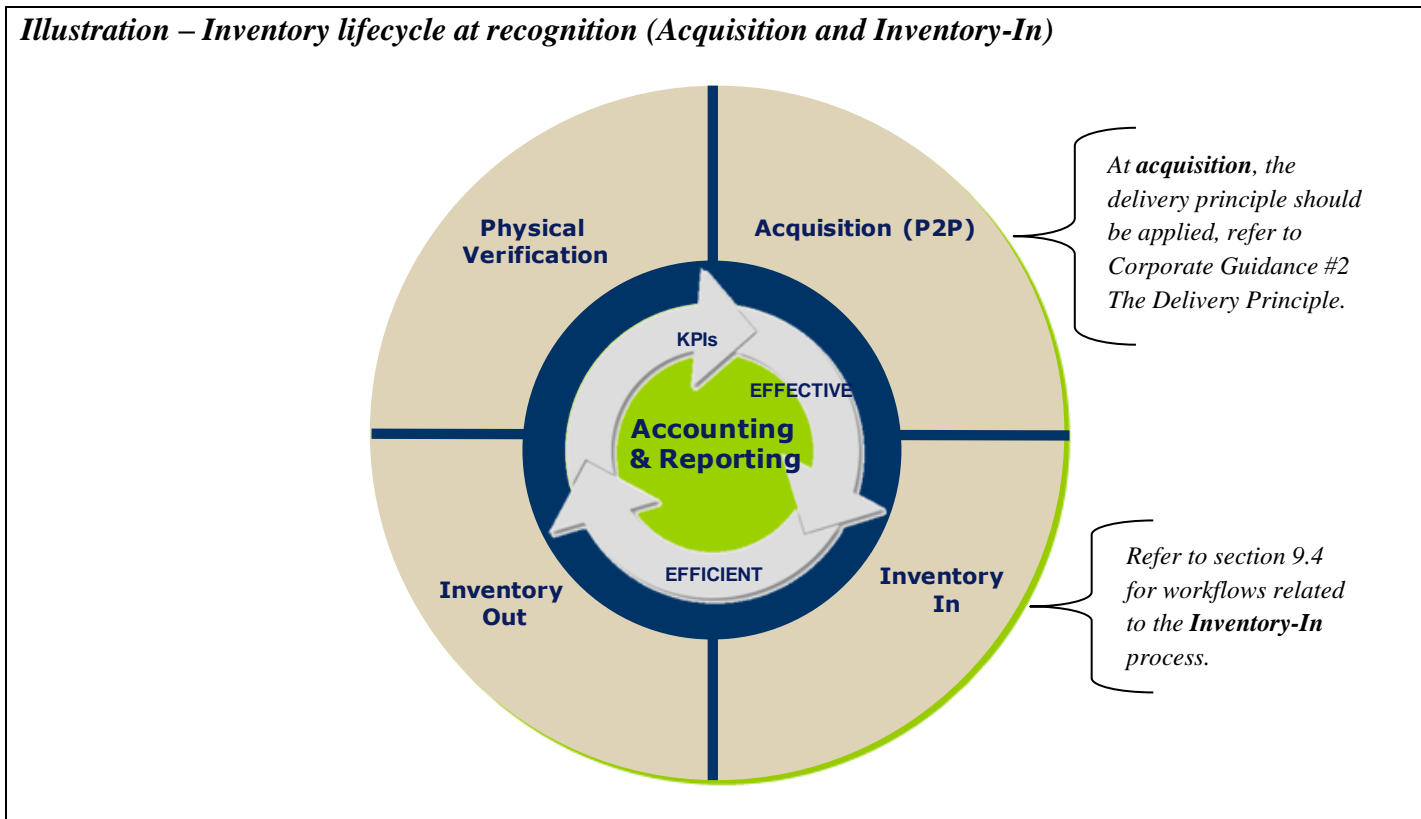 Illustration – Inventory lifecycle at recognition (Acquisition and Inventory-In)
Physical
Verification
Acquisition (P2P)
At acquisition, the
delivery principle should
be applied, refer to
Corporate Guidance #2
The Delivery Principle.
KPIs
EFFECTIVE
Accounting
& Reporting
EFFICIENT
Inventory
Out
Inventory
In
Refer to section 9.4
for workflows related
to the Inventory-In
process.